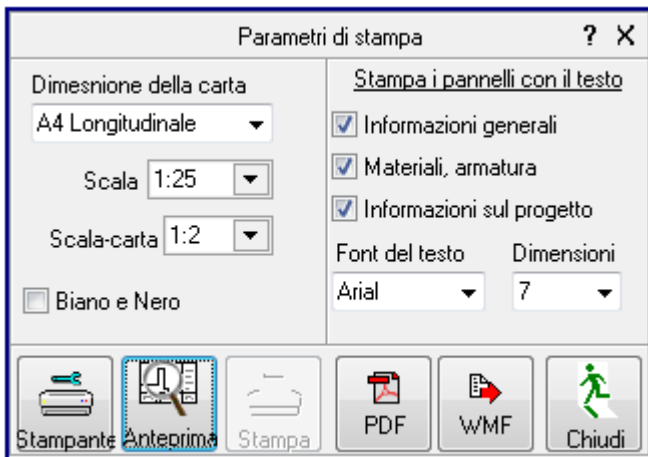 Parametri di stampa ? X
Dimesnione della carta
A4 Longitudinale
Scala 1:25
Scala-carta 1:2
Biano e Nero
Stampa i pannelli con il testo
Informazioni generali
Materiali, armatura
Informazioni sul progetto
Font del testo Dimensioni
Arial 7
Stampante Anteprima Stampa PDF WMF Chiudi